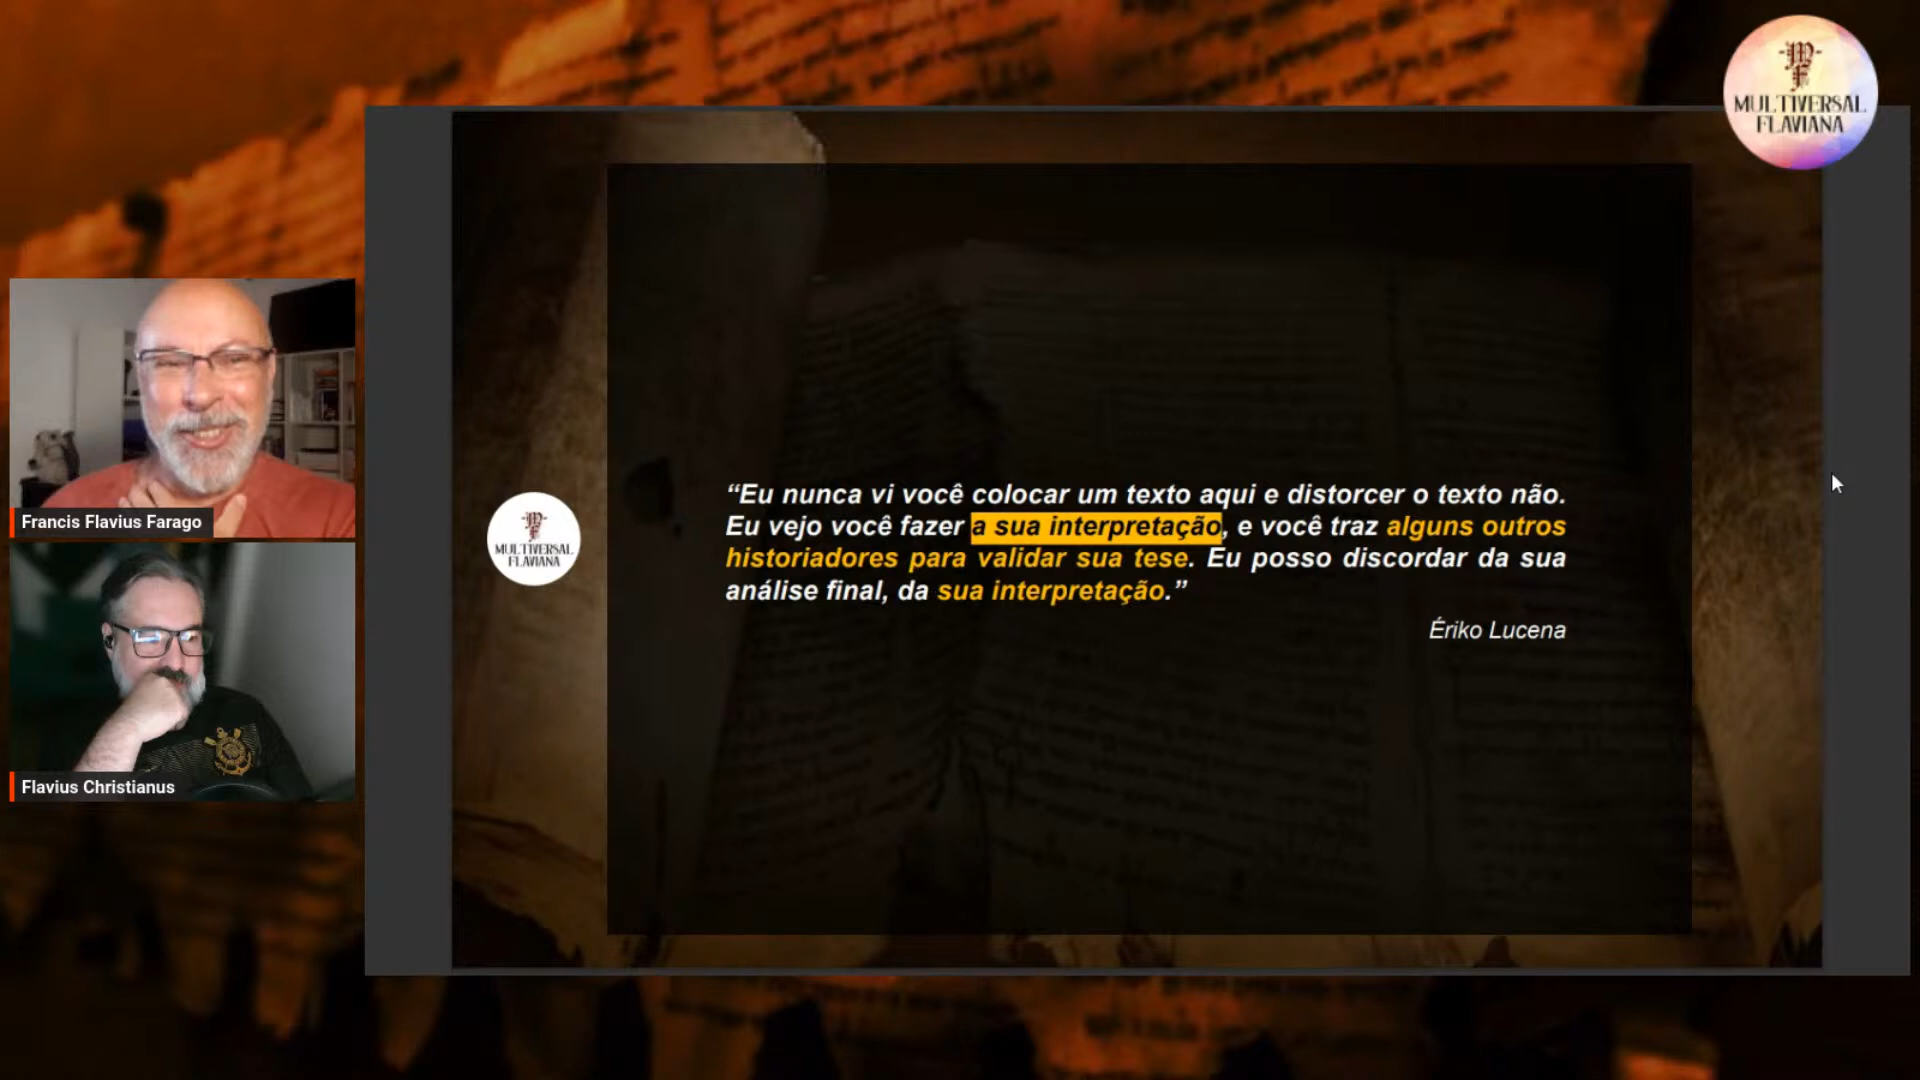 MULTIVERSAL
FLAVIANA
“Eu nunca vi você colocar um texto aqui e distorcer o texto não.
Eu vejo você fazer a sua interpretação, e você traz alguns outros
historiadores para validar sua tese. Eu posso discordar da sua
análise final, da sua interpretação.”
Ériko Lucena
MULTIVERSAL
FLAVIANA
Francis Flavius Farago
Flavius Christianus